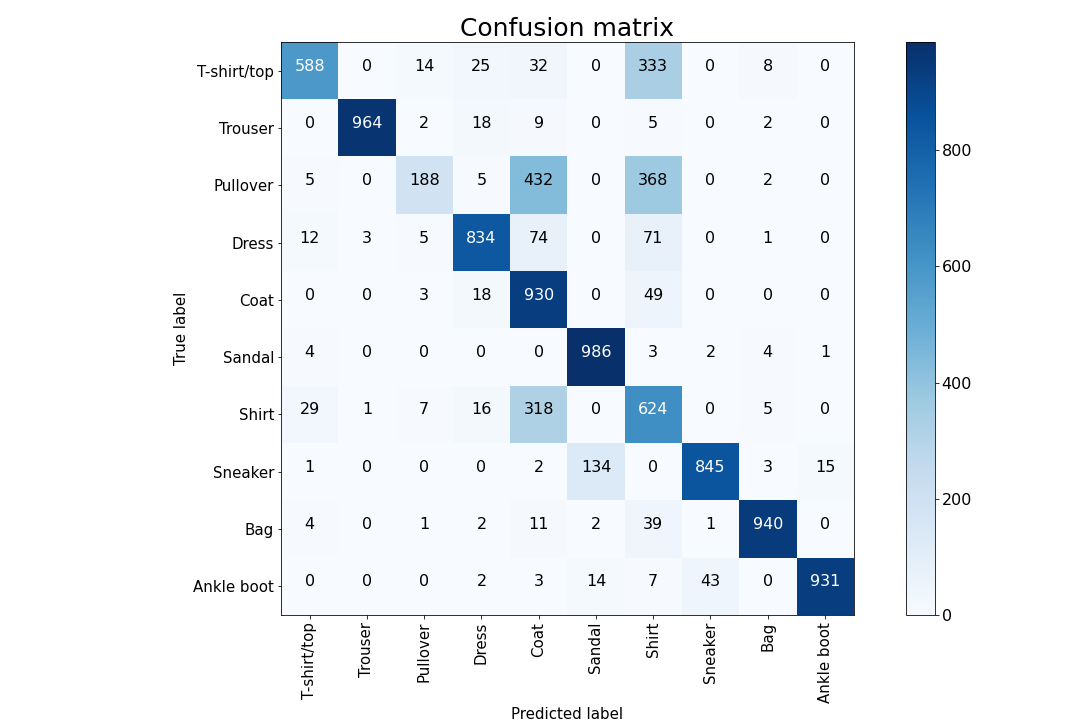 Confusion matrix
T-shirt/top 588 0 14 25 32 0 333 0 8 0
Trouser 0 964 2 18 9 0 5 0 2 0
Pullover 5 0 188 5 432 0 368 0 2 0
Dress 12 3 5 834 74 0 71 0 1 0
Coat 0 0 3 18 930 0 49 0 0 0
Sandal 4 0 0 0 0 986 3 2 4 1
Shirt 29 1 7 16 318 0 624 0 5 0
Sneaker 1 0 0 0 2 134 0 845 3 15
Bag 4 0 1 2 11 2 39 1 940 0
Ankle boot 0 0 0 2 3 14 7 43 0 931
True label
T-shirt/top
Trouser
Pullover
Dress
Coat
Sandal
Shirt
Sneaker
Bag
Ankle boot
Predicted label
800
600
400
200
0